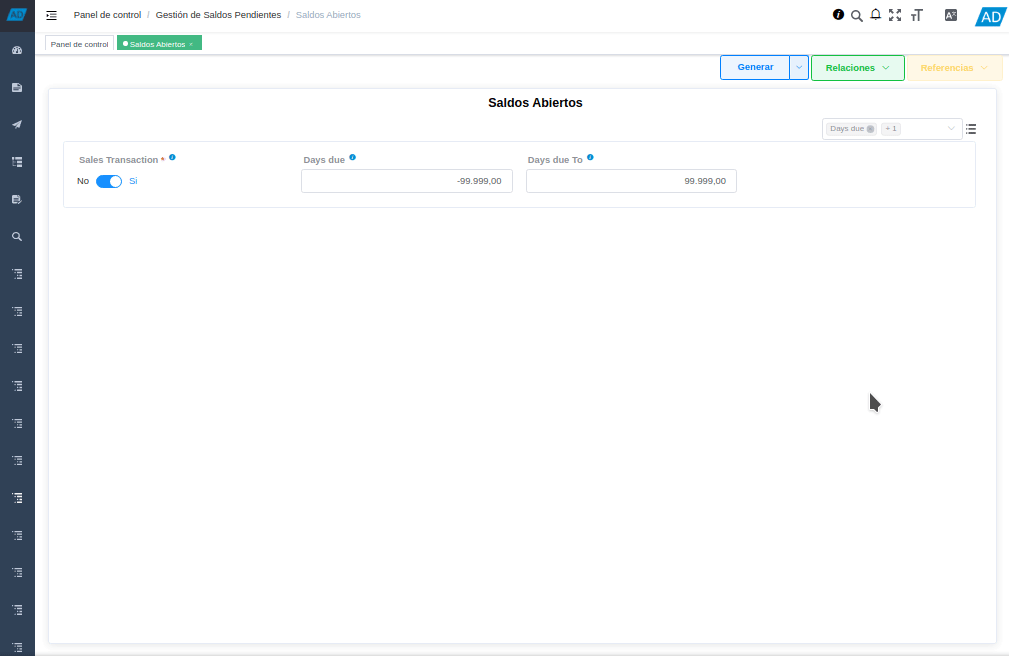 AD
Panel de control / Gestión de Saldos Pendientes / Saldos Abiertos
AD
Panel de control
Saldos Abiertos ×
Generar
Relaciones
Referencias
Saldos Abiertos
Days due
+ 1
Sales Transaction *
Days due
Days due To
No
Si
-99.999,00
99.999,00